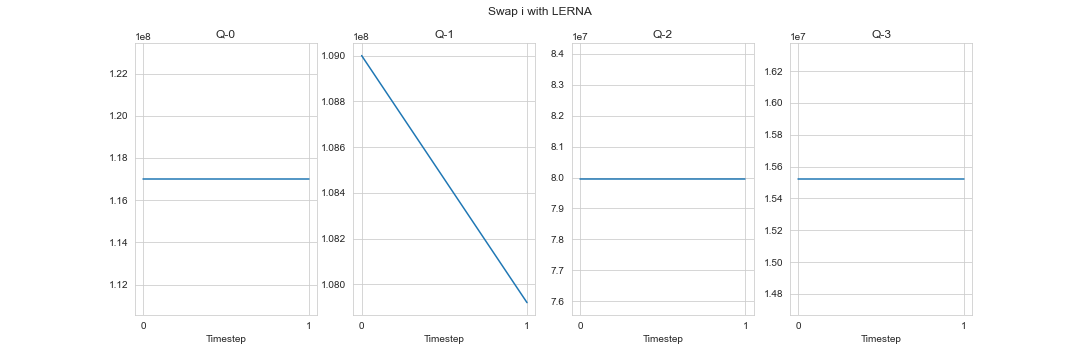 Swap i with LERNA
Q-0
1e8
1.22
1.20
1.18
1.16
1.14
1.12
0 1
Timestep
Q-1
1e8
1.090
1.088
1.086
1.084
1.082
1.080
0 1
Timestep
Q-2
1e7
8.4
8.3
8.2
8.1
8.0
7.9
7.8
7.7
7.6
0 1
Timestep
Q-3
1e7
1.62
1.60
1.58
1.56
1.54
1.52
1.50
1.48
0 1
Timestep